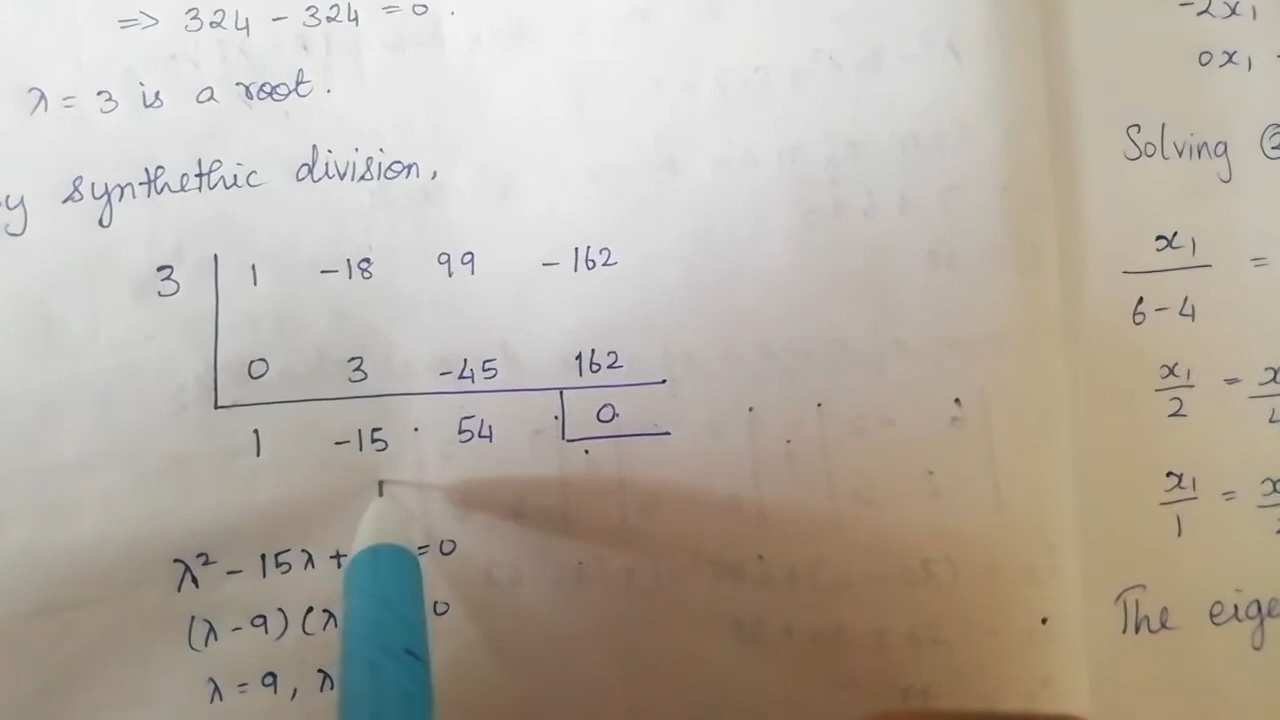 => 324 - 324 = 0.
λ = 3 is a root.
y synthethic division,
3 | 1 -18 99 -162
0 3 -45 162
1 -15 54 0
λ² - 15λ + = 0
(λ - 9) (λ 0
λ = 9, λ
-2x₁
0x₁
Solving
x₁
6 - 4
=
x₁/2 =
x₁/1 =
The eige